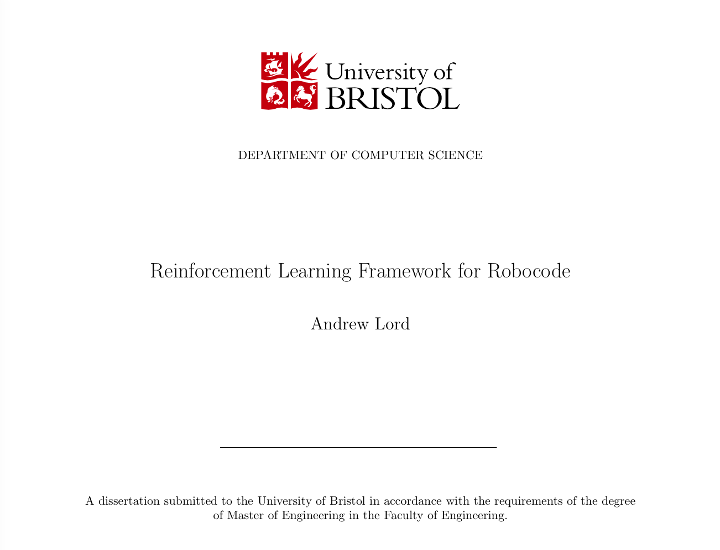 University of
BRISTOL
DEPARTMENT OF COMPUTER SCIENCE
Reinforcement Learning Framework for Robocode
Andrew Lord
A dissertation submitted to the University of Bristol in accordance with the requirements of the degree
of Master of Engineering in the Faculty of Engineering.